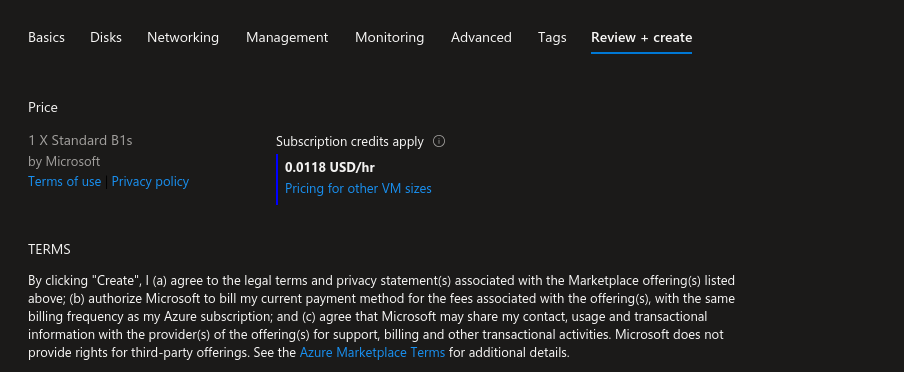 Basics Disks Networking Management Monitoring Advanced Tags Review + create
Price
1 X Standard B1s
by Microsoft
Terms of use | Privacy policy
Subscription credits apply
0.0118 USD/hr
Pricing for other VM sizes
TERMS
By clicking "Create", I (a) agree to the legal terms and privacy statement(s) associated with the Marketplace offering(s) listed
above; (b) authorize Microsoft to bill my current payment method for the fees associated with the offering(s), with the same
billing frequency as my Azure subscription; and (c) agree that Microsoft may share my contact, usage and transactional
information with the provider(s) of the offering(s) for support, billing and other transactional activities. Microsoft does not
provide rights for third-party offerings. See the Azure Marketplace Terms for additional details.